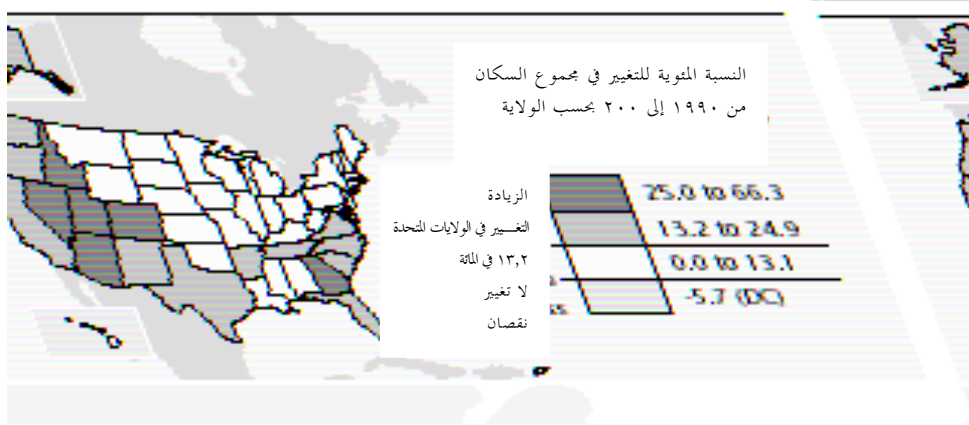 النسبة المئوية للتغيير في مجموع السكان
من ١٩٩٠ إلى ٢٠٠ بحسب الولاية
الزيادة
التغــيير في الولايات المتحدة
١٣,٢ في المائة
لا تغيير
نقصان
25.0 to 66.3
13.2 to 24.9
0.0 to 13.1
-5.7 (DC)